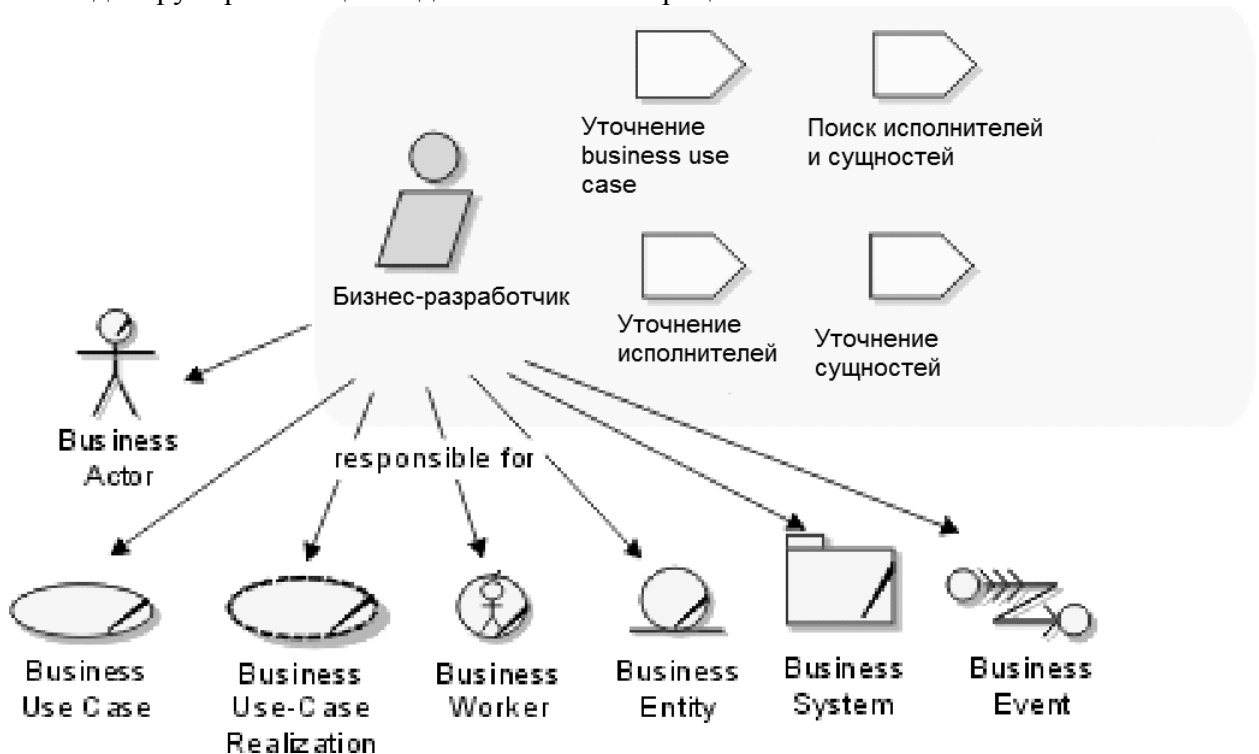 Уточнение
business use
case
Поиск исполнителей
и сущностей
Бизнес-разработчик
Уточнение
исполнителей
Уточнение
сущностей
Business
Actor
responsible for
Business
Use Case
Business
Use-Case
Realization
Business
Worker
Business
Entity
Business
System
Business
Event